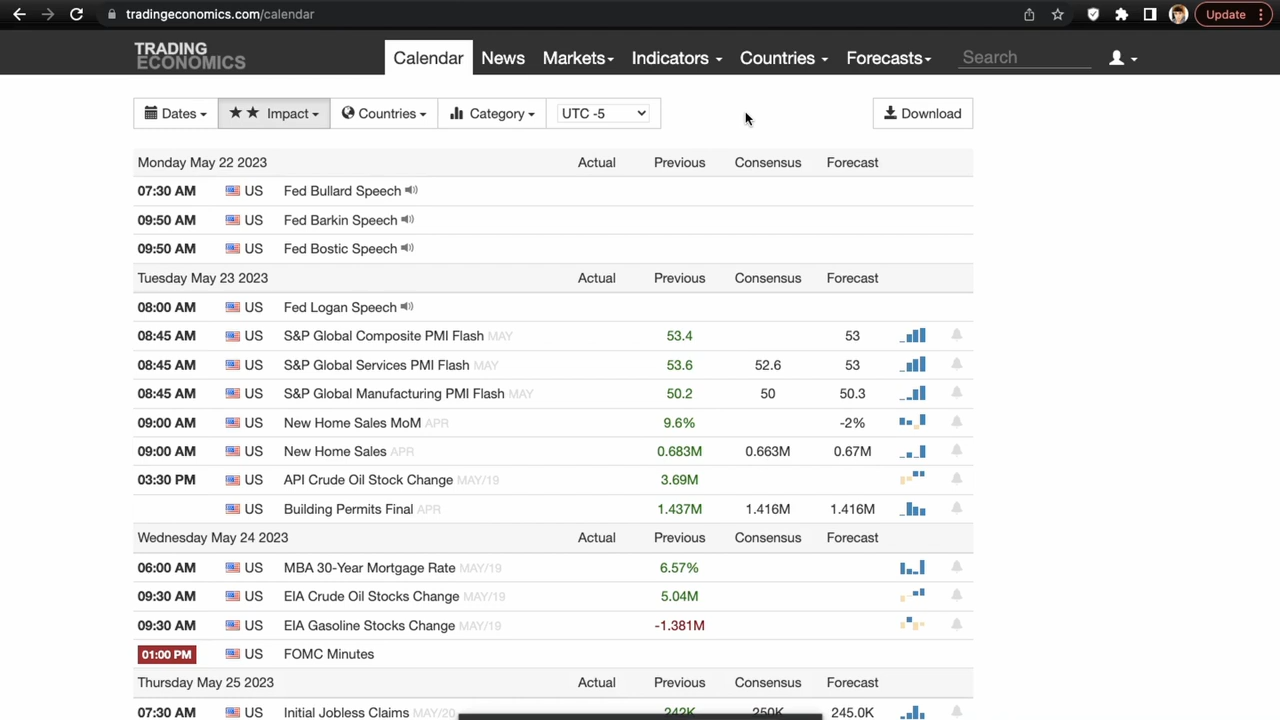 tradingeconomics.com/calendar
Update
TRADING
ECONOMICS
Calendar News Markets Indicators Countries Forecasts Search
Dates Impact Countries Category UTC -5 Download
Monday May 22 2023 Actual Previous Consensus Forecast
07:30 AM US Fed Bullard Speech
09:50 AM US Fed Barkin Speech
09:50 AM US Fed Bostic Speech
Tuesday May 23 2023 Actual Previous Consensus Forecast
08:00 AM US Fed Logan Speech
08:45 AM US S&P Global Composite PMI Flash MAY 53.4 53
08:45 AM US S&P Global Services PMI Flash MAY 53.6 52.6 53
08:45 AM US S&P Global Manufacturing PMI Flash MAY 50.2 50 50.3
09:00 AM US New Home Sales MoM APR 9.6% -2%
09:00 AM US New Home Sales APR 0.683M 0.663M 0.67M
03:30 PM US API Crude Oil Stock Change MAY/19 3.69M
US Building Permits Final APR 1.437M 1.416M 1.416M
Wednesday May 24 2023 Actual Previous Consensus Forecast
06:00 AM US MBA 30-Year Mortgage Rate MAY/19 6.57%
09:30 AM US EIA Crude Oil Stocks Change MAY/19 5.04M
09:30 AM US EIA Gasoline Stocks Change MAY/19 -1.381M
01:00 PM US FOMC Minutes
Thursday May 25 2023 Actual Previous Consensus Forecast
07:30 AM US Initial Jobless Claims MAY/20 242K 250K 245.0K